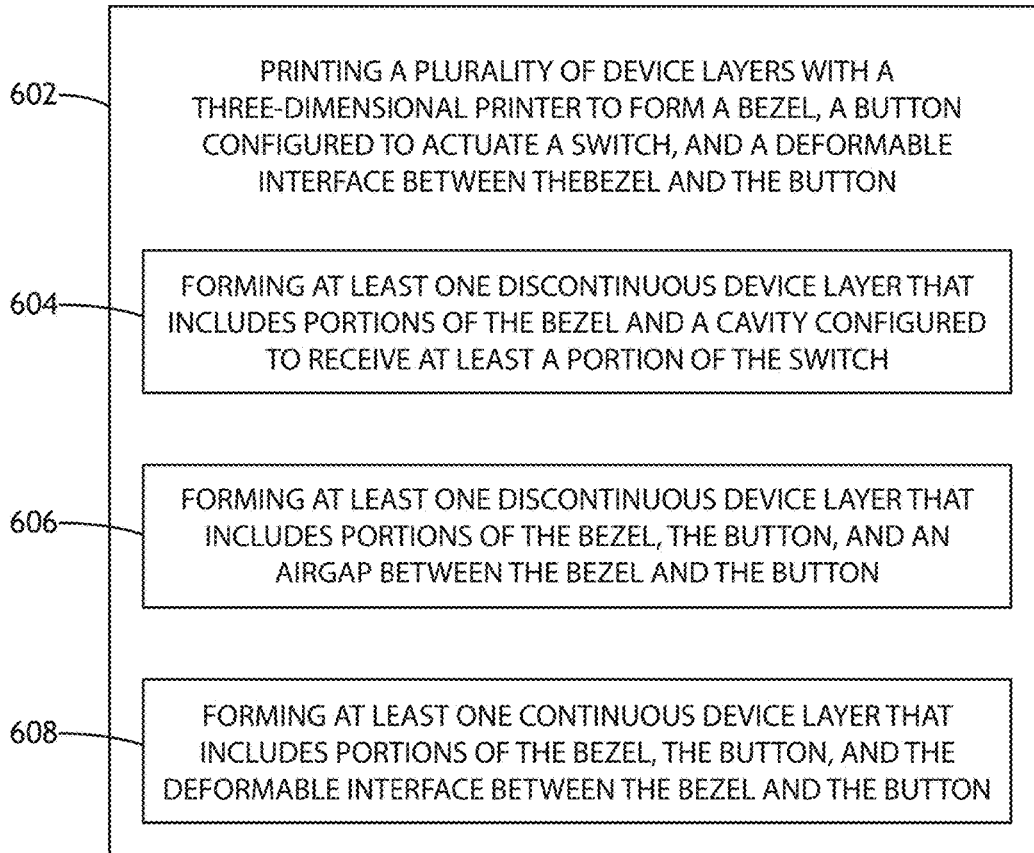 602
PRINTING A PLURALITY OF DEVICE LAYERS WITH A
THREE-DIMENSIONAL PRINTER TO FORM A BEZEL, A BUTTON
CONFIGURED TO ACTUATE A SWITCH, AND A DEFORMABLE
INTERFACE BETWEEN THEBEZEL AND THE BUTTON
604
FORMING AT LEAST ONE DISCONTINUOUS DEVICE LAYER THAT
INCLUDES PORTIONS OF THE BEZEL AND A CAVITY CONFIGURED
TO RECEIVE AT LEAST A PORTION OF THE SWITCH
606
FORMING AT LEAST ONE DISCONTINUOUS DEVICE LAYER THAT
INCLUDES PORTIONS OF THE BEZEL, THE BUTTON, AND AN
AIRGAP BETWEEN THE BEZEL AND THE BUTTON
608
FORMING AT LEAST ONE CONTINUOUS DEVICE LAYER THAT
INCLUDES PORTIONS OF THE BEZEL, THE BUTTON, AND THE
DEFORMABLE INTERFACE BETWEEN THE BEZEL AND THE BUTTON